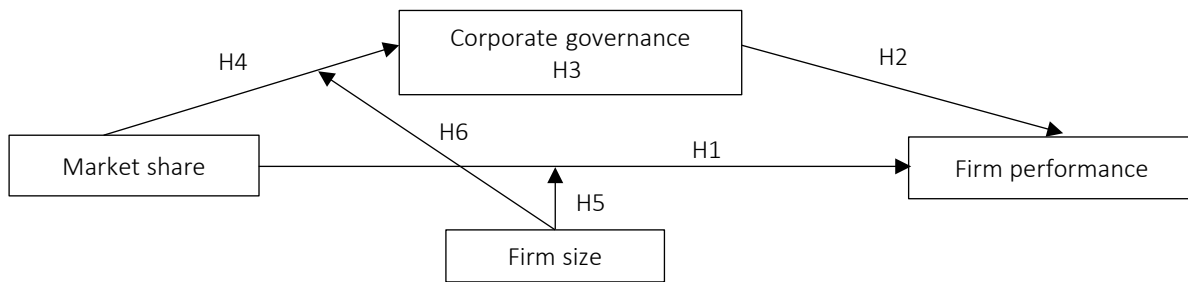 Corporate governance
H3
H4
H2
H6
H1
Market share
Firm performance
H5
Firm size